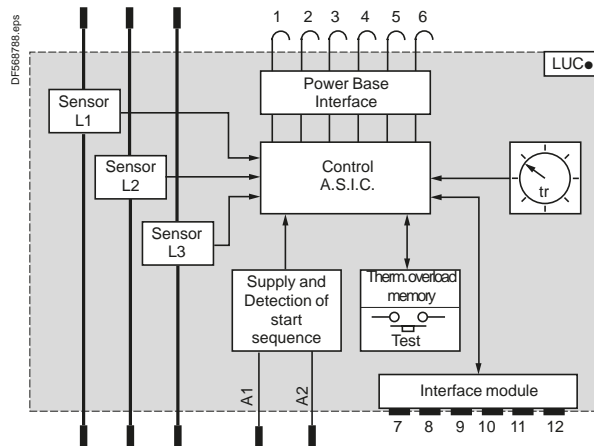 DF568788.eps
1 2 3 4 5 6
LUC●
Power Base
Interface
Sensor
L1
Control
A.S.I.C.
Sensor
L2
tr
Sensor
L3
Supply and
Detection of
start
sequence
Therm. overload
memory
Test
A1
A2
Interface module
7 8 9 10 11 12